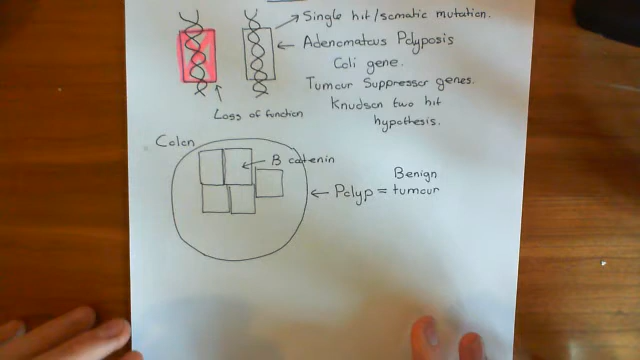 Single hit/somatic mutation.
Adenomatous Polyposis
Coli gene.
Tumour Suppressor genes.
Knudson two hit
hypothesis.
Loss of function
Colon
B catenin
Benign
Polyp = tumour